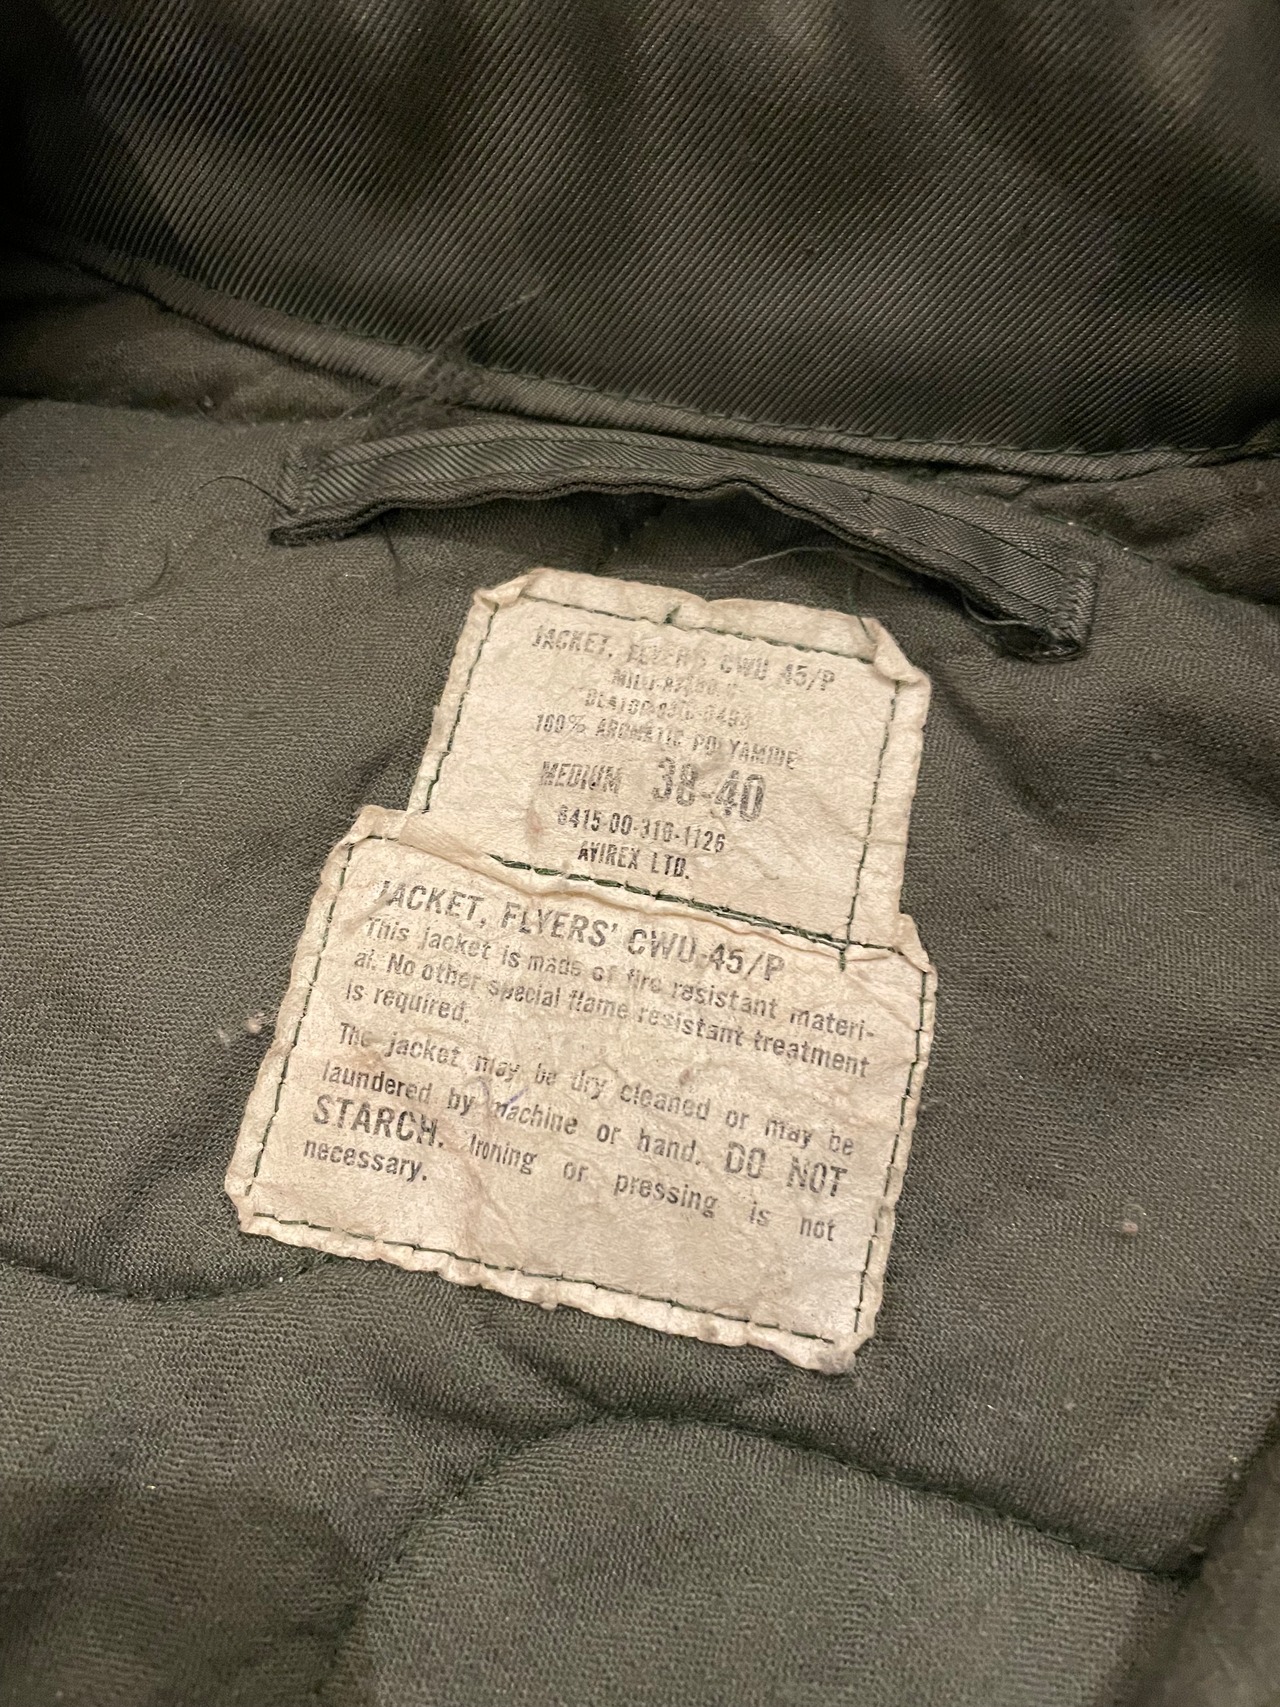 JACKET, FLYERS CWU 45/P
100% AROMATIC POLYAMIDE
MEDIUM 38-40
8415-00-310-1126
AVIREX LTD.
JACKET, FLYERS' CWU-45/P
This jacket is made of fire resistant materi-
al. No other special flame resistant treatment
is required.
The jacket may be dry cleaned or may be
laundered by machine or hand. DO NOT
STARCH. Ironing or pressing is not
necessary.